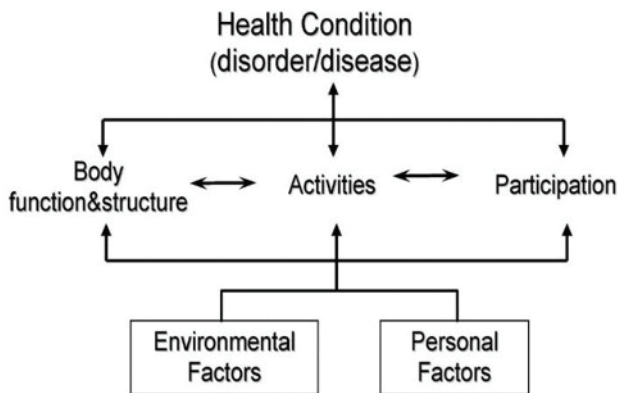 Health Condition
(disorder/disease)
Body
function&structure
Activities
Participation
Environmental
Factors
Personal
Factors